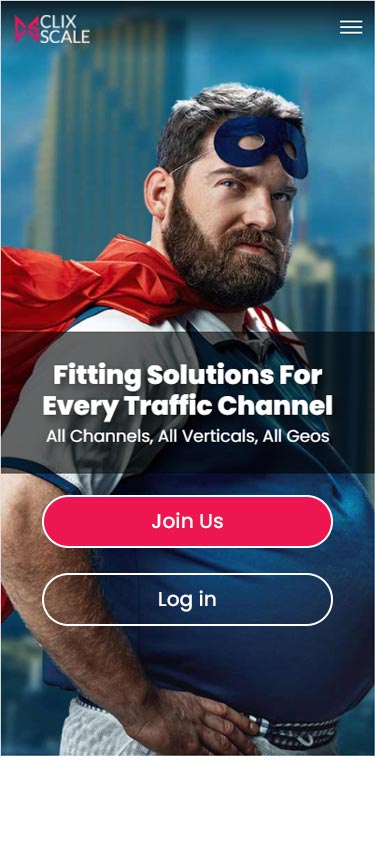 CLIX
SCALE
Fitting Solutions For
Every Traffic Channel
All Channels, All Verticals, All Geos
Join Us
Log in